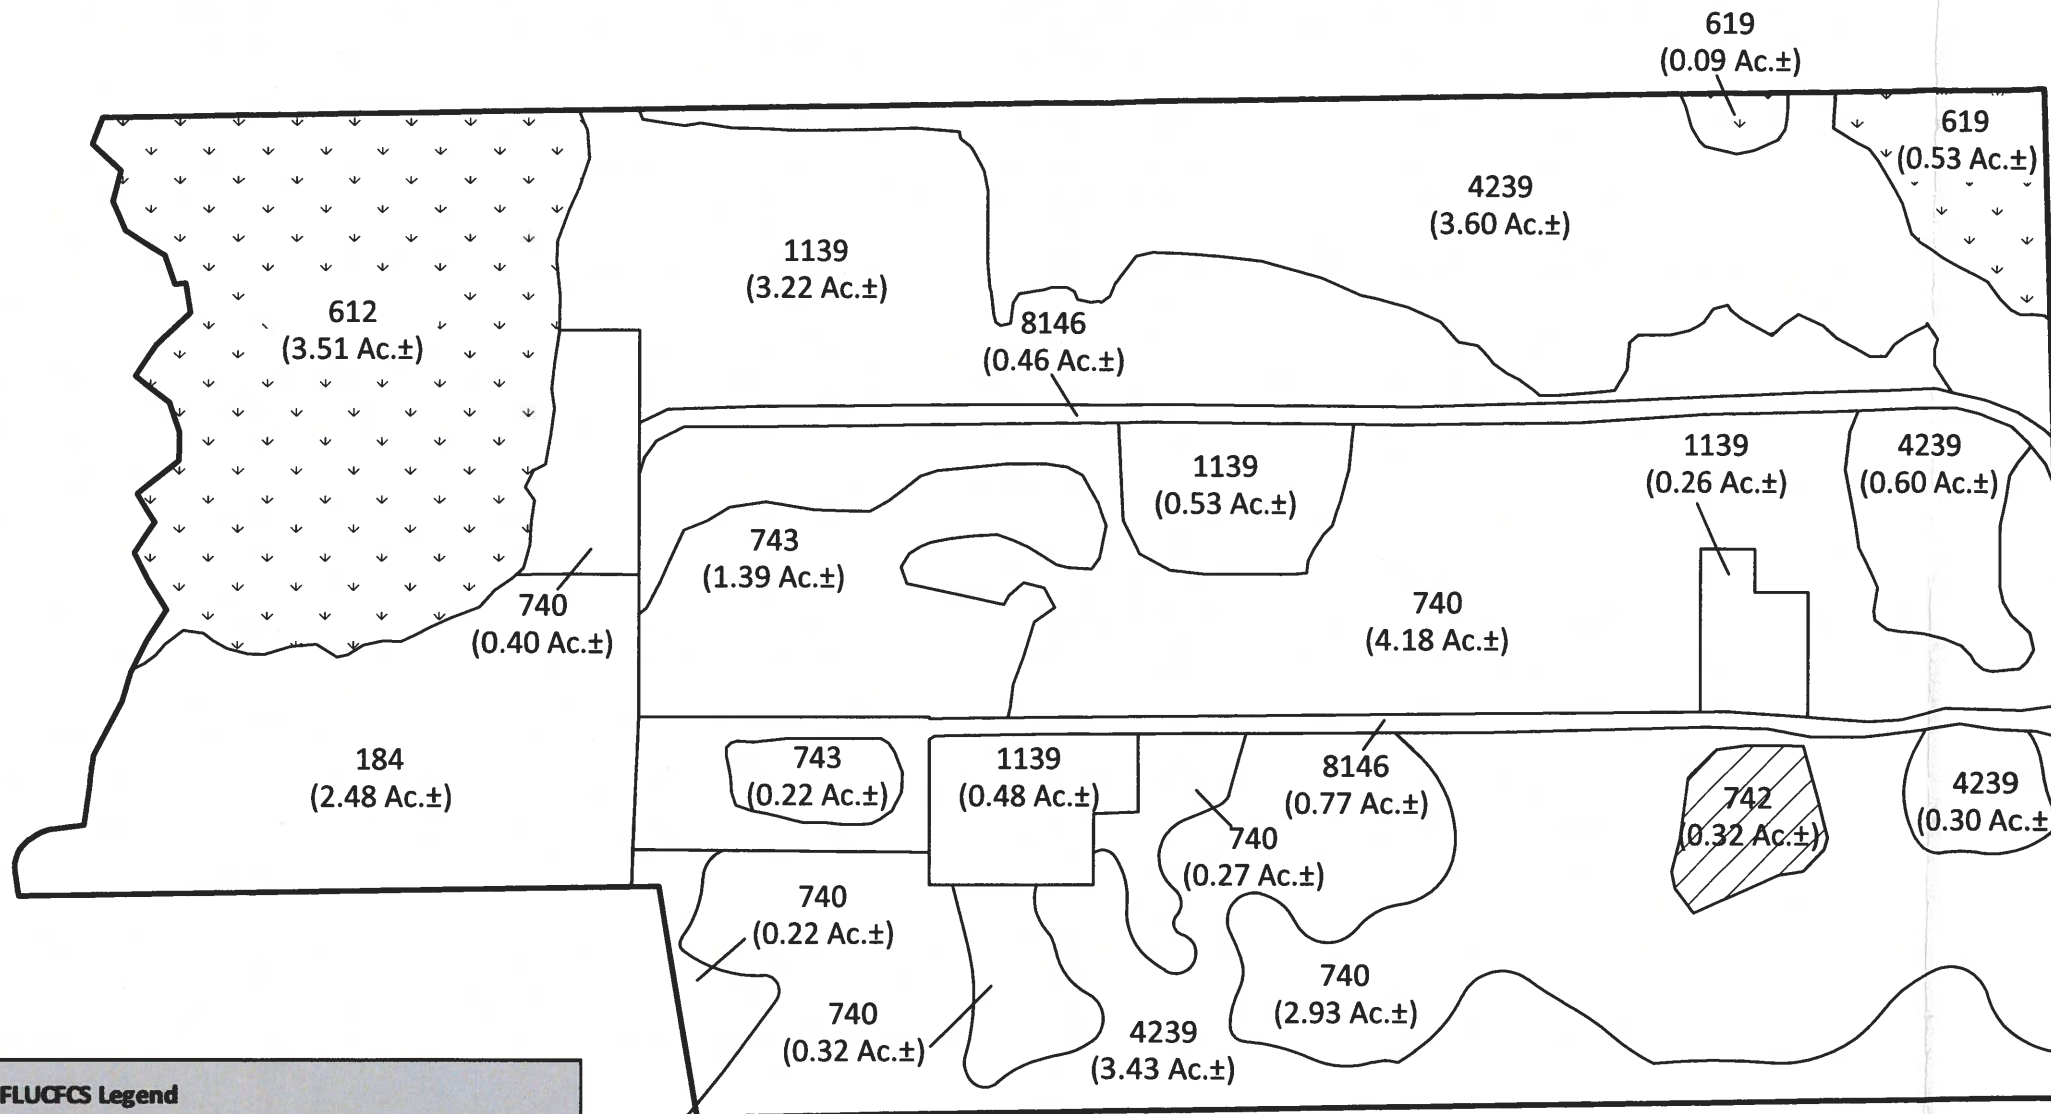 619
(0.09 Ac.±)
619
(0.53 Ac.±)
4239
(3.60 Ac.±)
1139
(3.22 Ac.±)
612
(3.51 Ac.±)
8146
(0.46 Ac.±)
1139
(0.53 Ac.±)
1139
(0.26 Ac.±)
4239
(0.60 Ac.±)
743
(1.39 Ac.±)
740
(0.40 Ac.±)
740
(4.18 Ac.±)
184
(2.48 Ac.±)
743
(0.22 Ac.±)
1139
(0.48 Ac.±)
8146
(0.77 Ac.±)
742
(0.32 Ac.±)
4239
(0.30 Ac.±
740
(0.27 Ac.±)
740
(0.22 Ac.±)
740
(2.93 Ac.±)
740
(0.32 Ac.±)
4239
(3.43 Ac.±)
FLUCFCS Legend